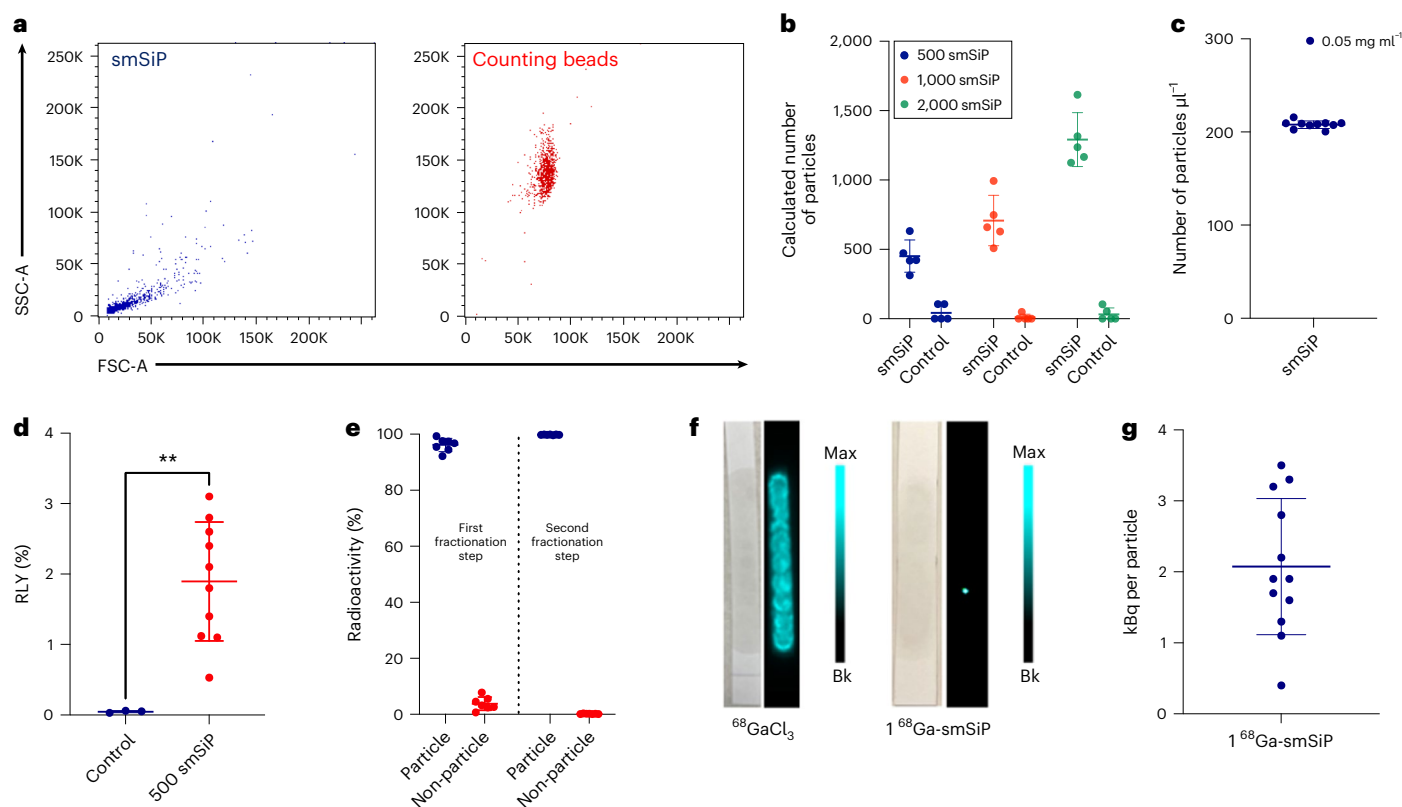 a
smSiP
Counting beads
SSC-A
250K
200K
150K
100K
50K
0
0
50K
100K
150K
200K
250K
200K
150K
100K
50K
0
0
50K
100K
150K
200K
FSC-A
b
Calculated number
of particles
2,000
1,500
1,000
500
0
500 smSiP
1,000 smSiP
2,000 smSiP
smSiP
Control
smSiP
Control
smSiP
Control
c
Number of particles µl⁻¹
300
200
100
0
0.05 mg ml⁻¹
smSiP
d
RLY (%)
4
3
2
1
0
**
Control
500 smSiP
e
Radioactivity (%)
100
80
60
40
20
0
First
fractionation
step
Second
fractionation
step
Particle
Non-particle
Particle
Non-particle
f
Max
Bk
Max
Bk
⁶⁸GaCl₃
1 ⁶⁸Ga-smSiP
g
kBq per particle
4
3
2
1
0
1 ⁶⁸Ga-smSiP